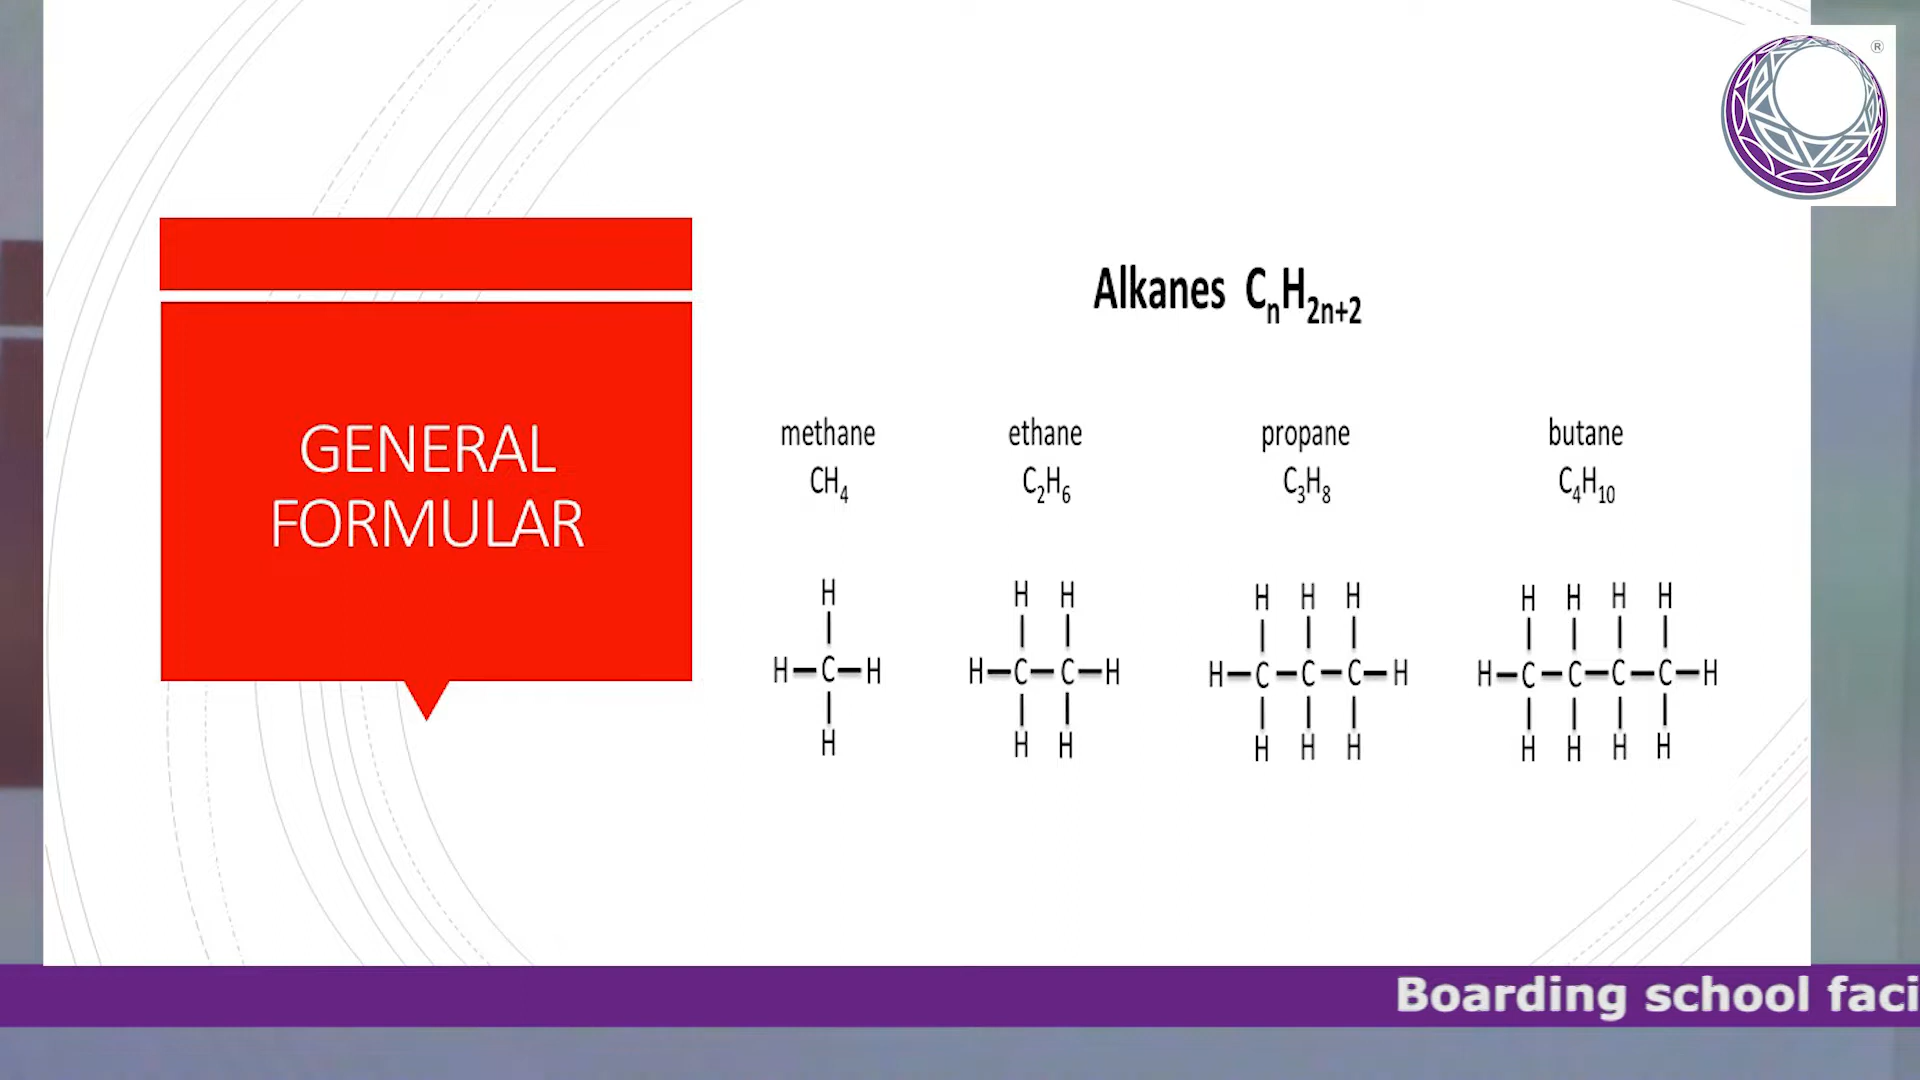 GENERAL
FORMULAR
Alkanes CnH2n+2
methane ethane propane butane
CH4 C2H6 C3H8 C4H10
H H H H H H H H H H
H-C-H H-C-C-H H-C-C-C-H H-C-C-C-C-H
H H H H H H H H H H
®
Boarding school faci